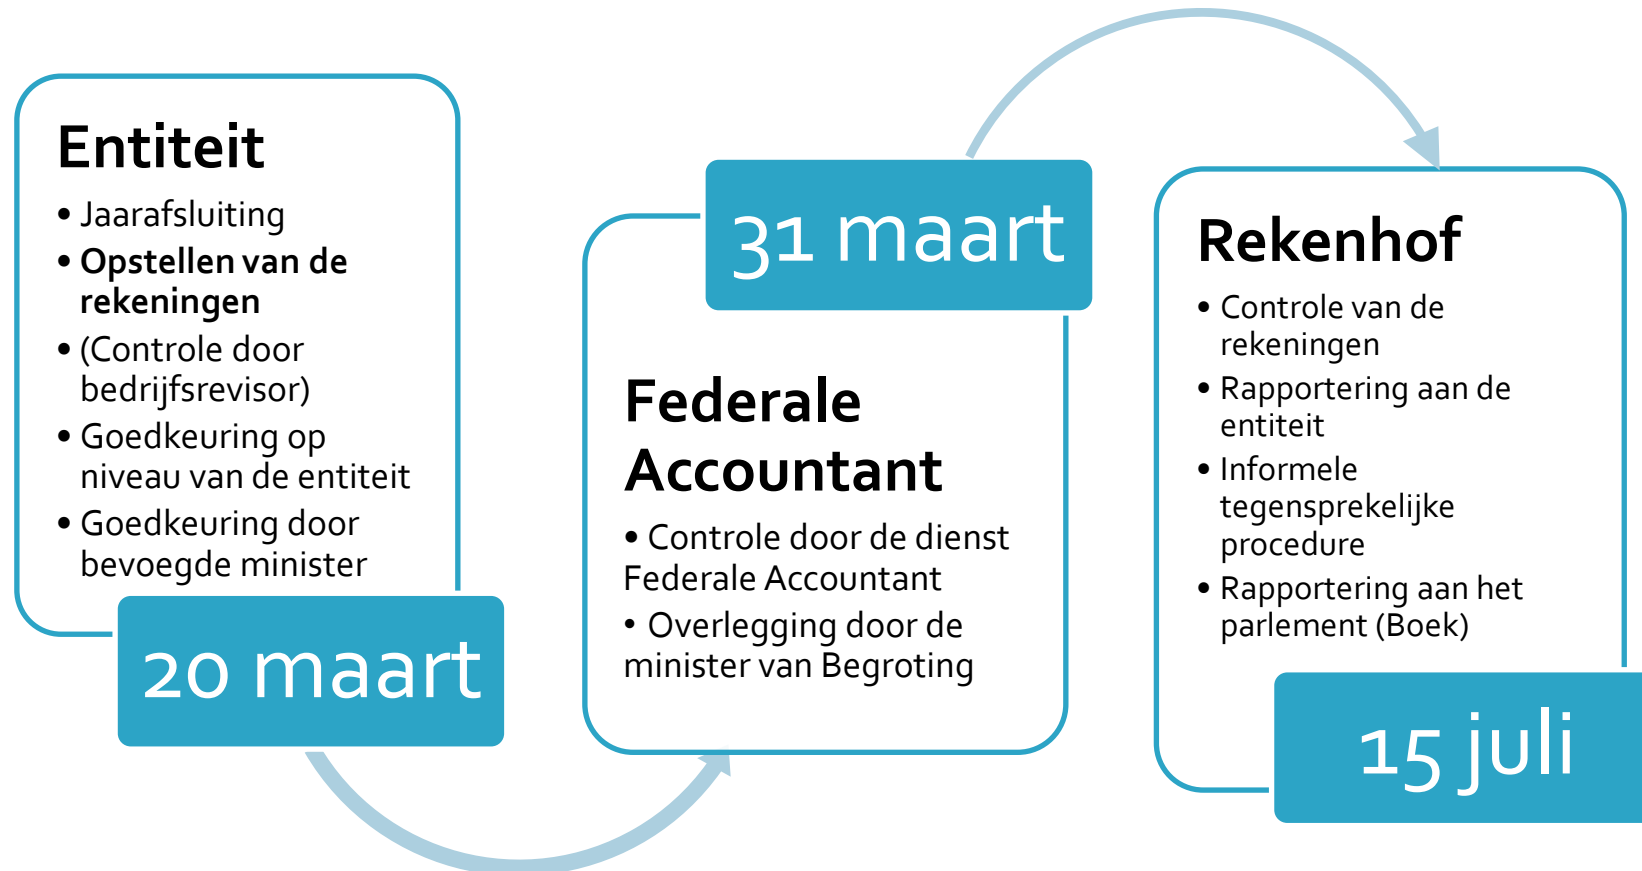 Entiteit
• Jaarafsluiting
• Opstellen van de
rekeningen
• (Controle door
bedrijfsrevisor)
• Goedkeuring op
niveau van de entiteit
• Goedkeuring door
bevoegde minister
20 maart
31 maart
Federale
Accountant
• Controle door de dienst
Federale Accountant
• Overlegging door de
minister van Begroting
Rekenhof
• Controle van de
rekeningen
• Rapportering aan de
entiteit
• Informele
tegensprekelijke
procedure
• Rapportering aan het
parlement (Boek)
15 juli